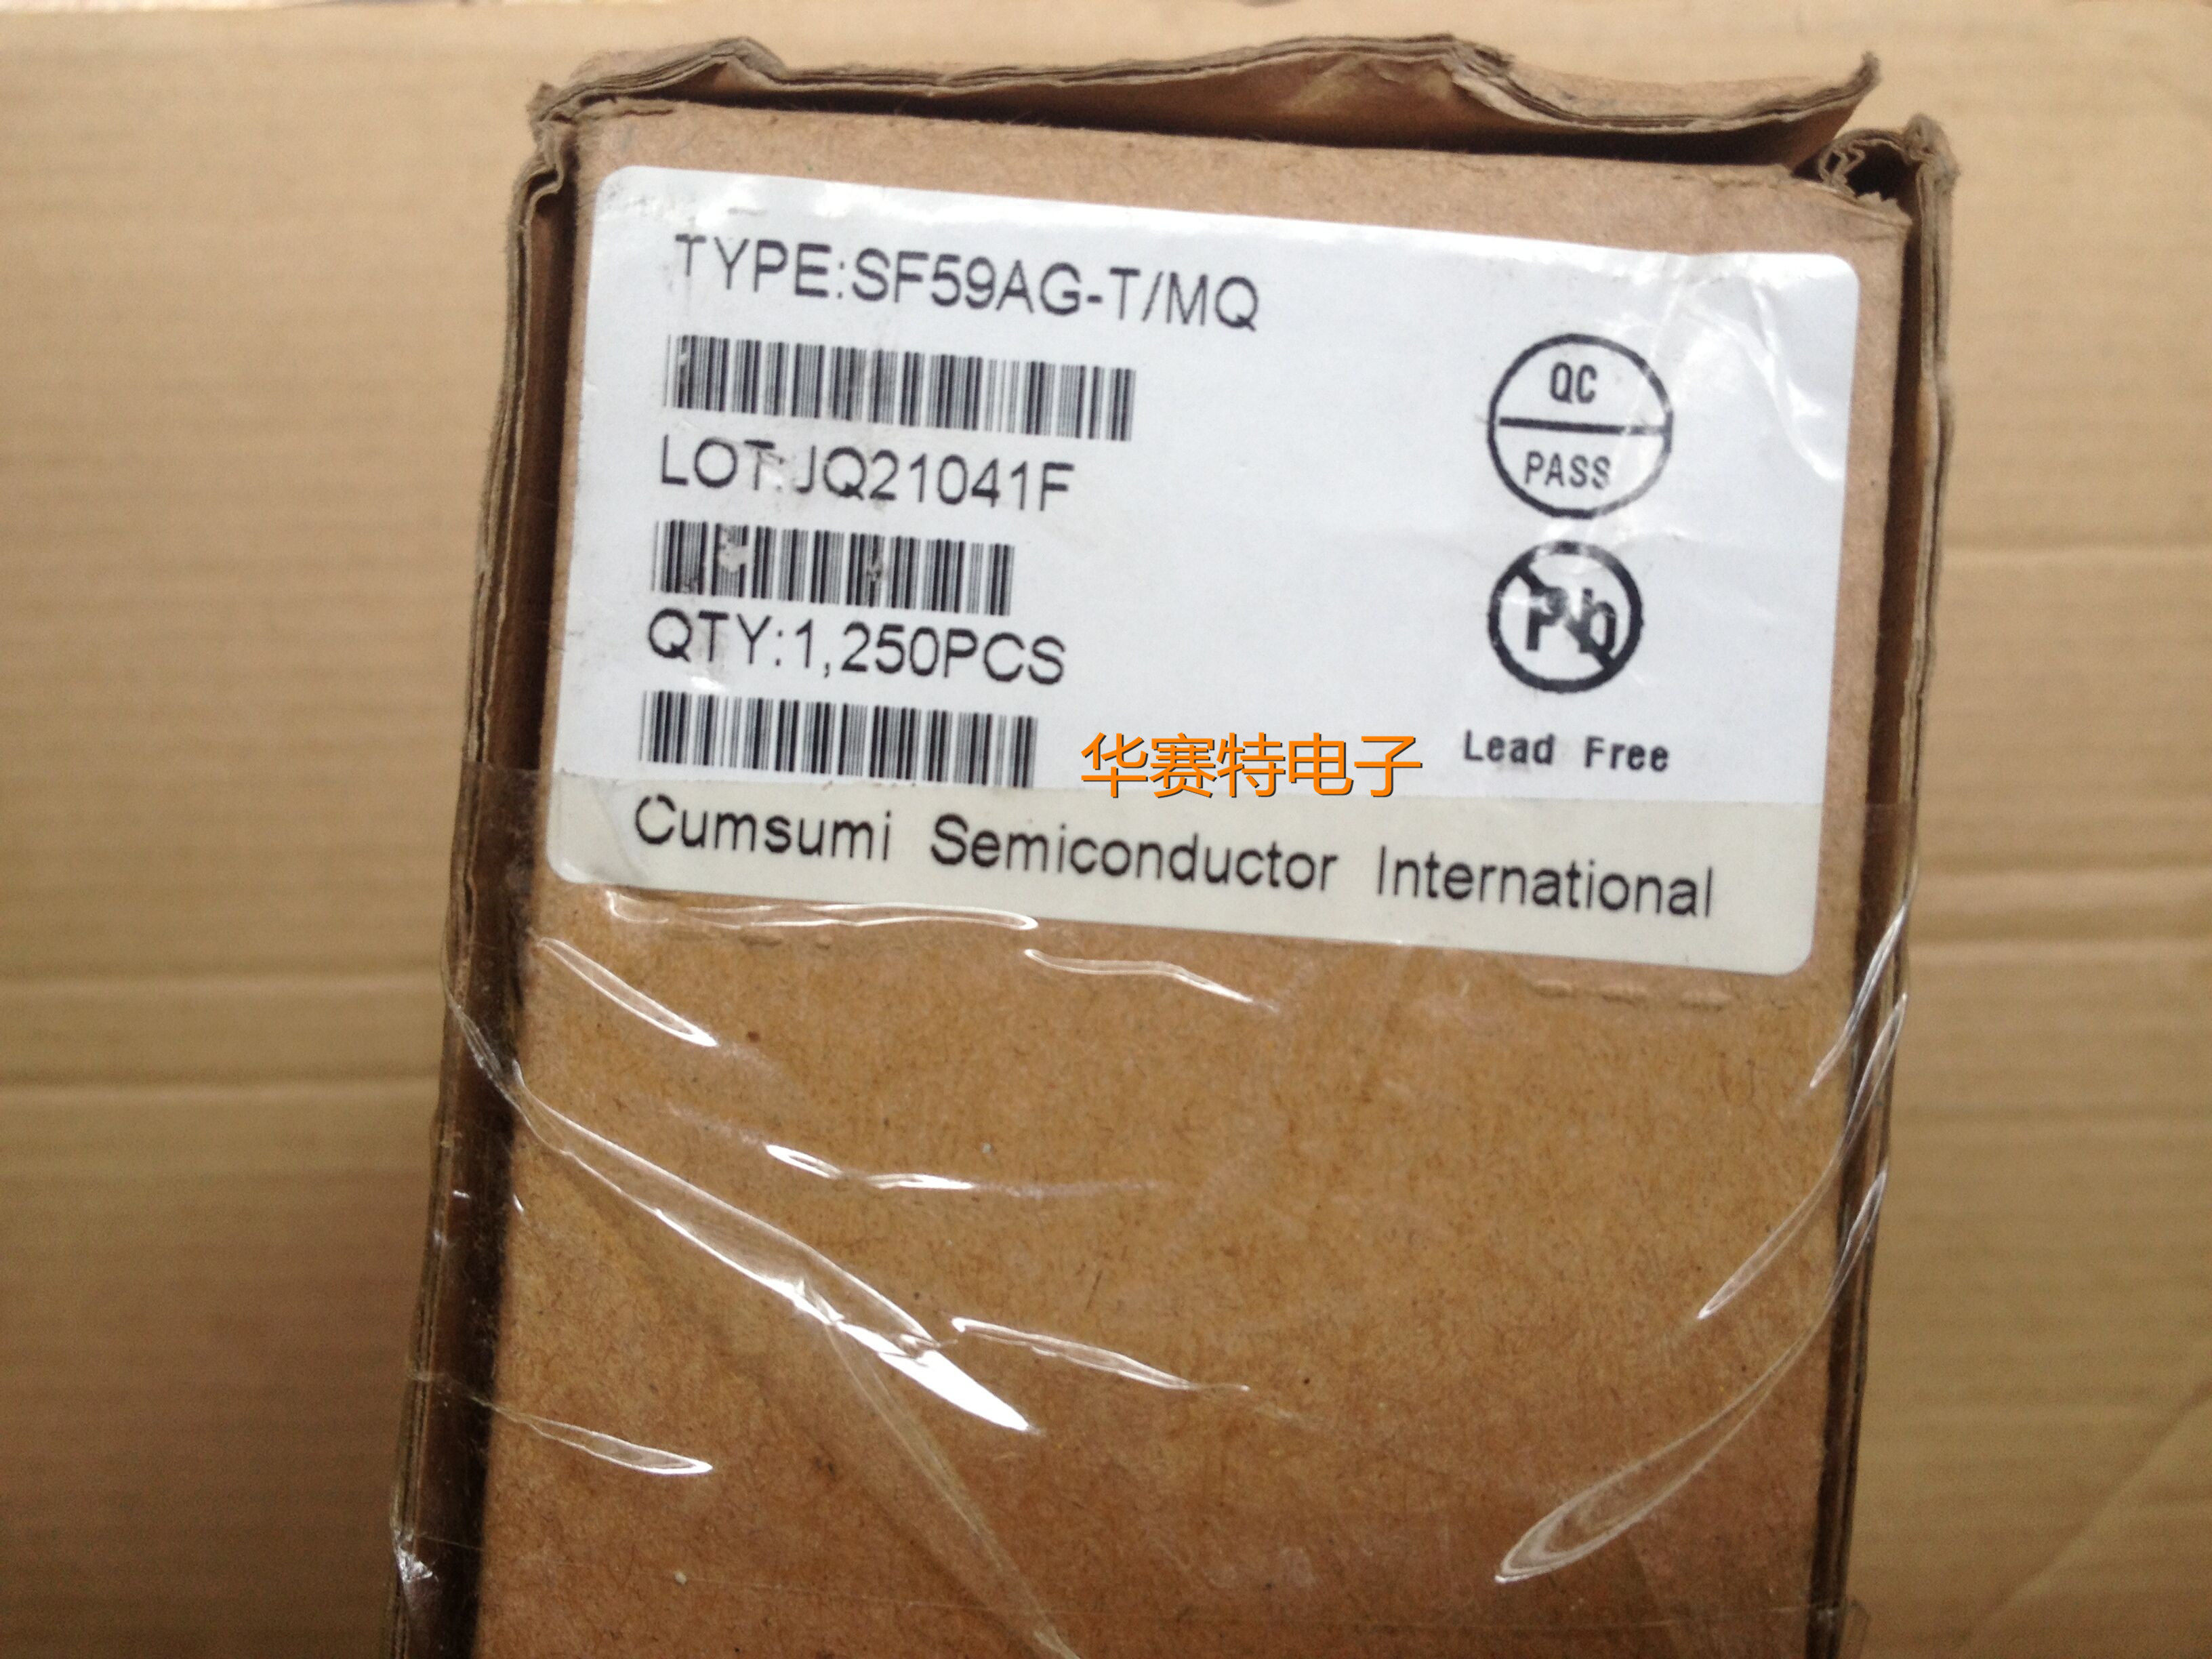 TYPE:SF59AG-T/MQ
QC
PASS
LOT:JQ21041F
QTY:1,250PCS
Pb
Lead Free
华赛特电子
Cumsumi Semiconductor International